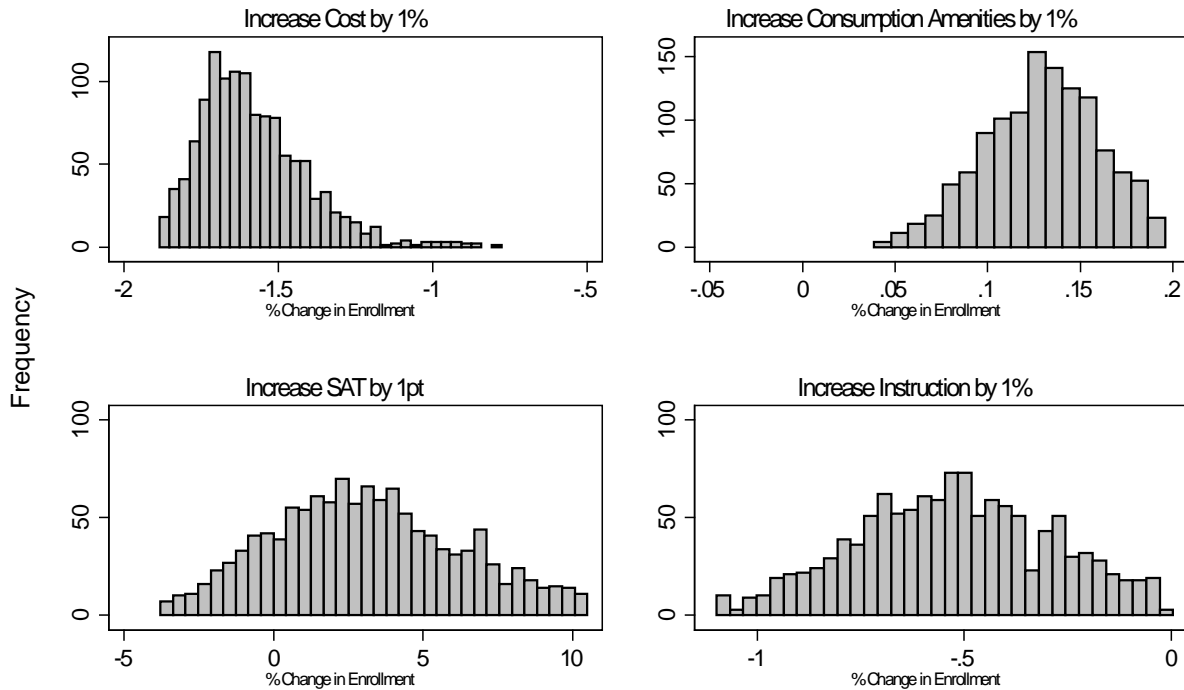 Frequency
Increase Cost by 1%
100
50
0
-2 -1.5 -1 -.5
% Change in Enrollment
Increase Consumption Amenities by 1%
150
100
50
0
-.05 0 .05 .1 .15 .2
% Change in Enrollment
Increase SAT by 1pt
100
50
0
-5 0 5 10
% Change in Enrollment
Increase Instruction by 1%
100
50
0
-1 -.5 0
% Change in Enrollment